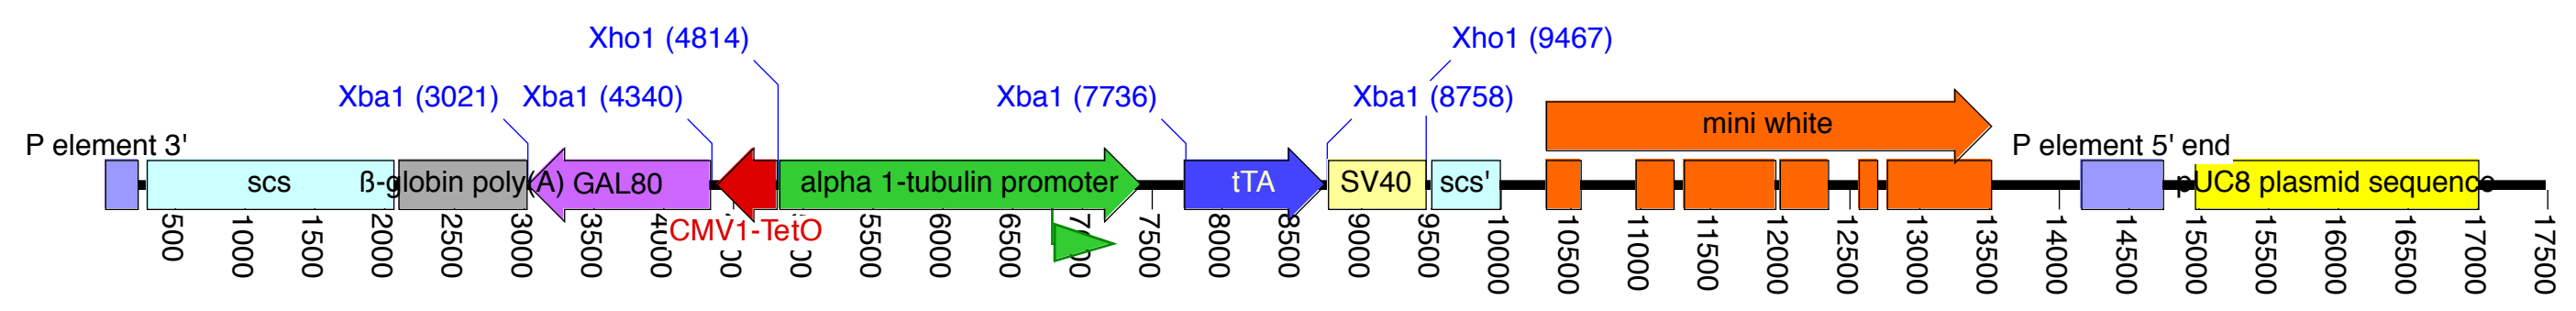 Xho1 (4814)
Xho1 (9467)
Xba1 (3021)
Xba1 (4340)
Xba1 (7736)
Xba1 (8758)
mini white
P element 3'
P element 5' end
scs
ß-globin poly(A)
GAL80
alpha 1-tubulin promoter
tTA
SV40
scs'
pUC8 plasmid sequence
CMV1-TetO
500
1000
1500
2000
2500
3000
3500
4000
5500
6000
6500
7500
8000
8500
9000
9500
10000
10500
11000
11500
12000
12500
13000
13500
14000
14500
15000
15500
16000
16500
17000
17500